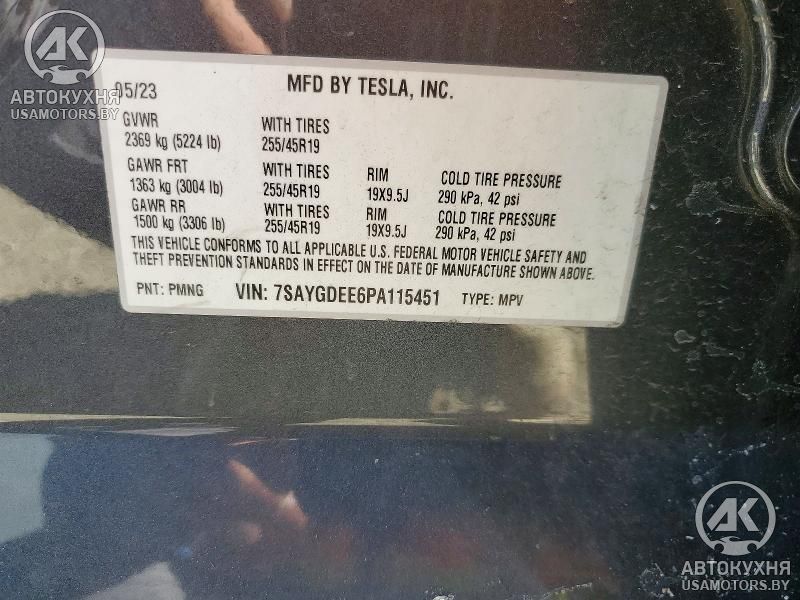 AK
АВТОКУХНЯ
USAMOTORS.BY
05/23 MFD BY TESLA, INC.
GVWR WITH TIRES
2369 kg (5224 lb) 255/45R19
GAWR FRT WITH TIRES RIM COLD TIRE PRESSURE
1363 kg (3004 lb) 255/45R19 19X9.5J 290 kPa, 42 psi
GAWR RR WITH TIRES RIM COLD TIRE PRESSURE
1500 kg (3306 lb) 255/45R19 19X9.5J 290 kPa, 42 psi
THIS VEHICLE CONFORMS TO ALL APPLICABLE U.S. FEDERAL MOTOR VEHICLE SAFETY AND
THEFT PREVENTION STANDARDS IN EFFECT ON THE DATE OF MANUFACTURE SHOWN ABOVE.
PNT: PMNG VIN: 7SAYGDEE6PA115451 TYPE: MPV
AK
АВТОКУХНЯ
USAMOTORS.BY